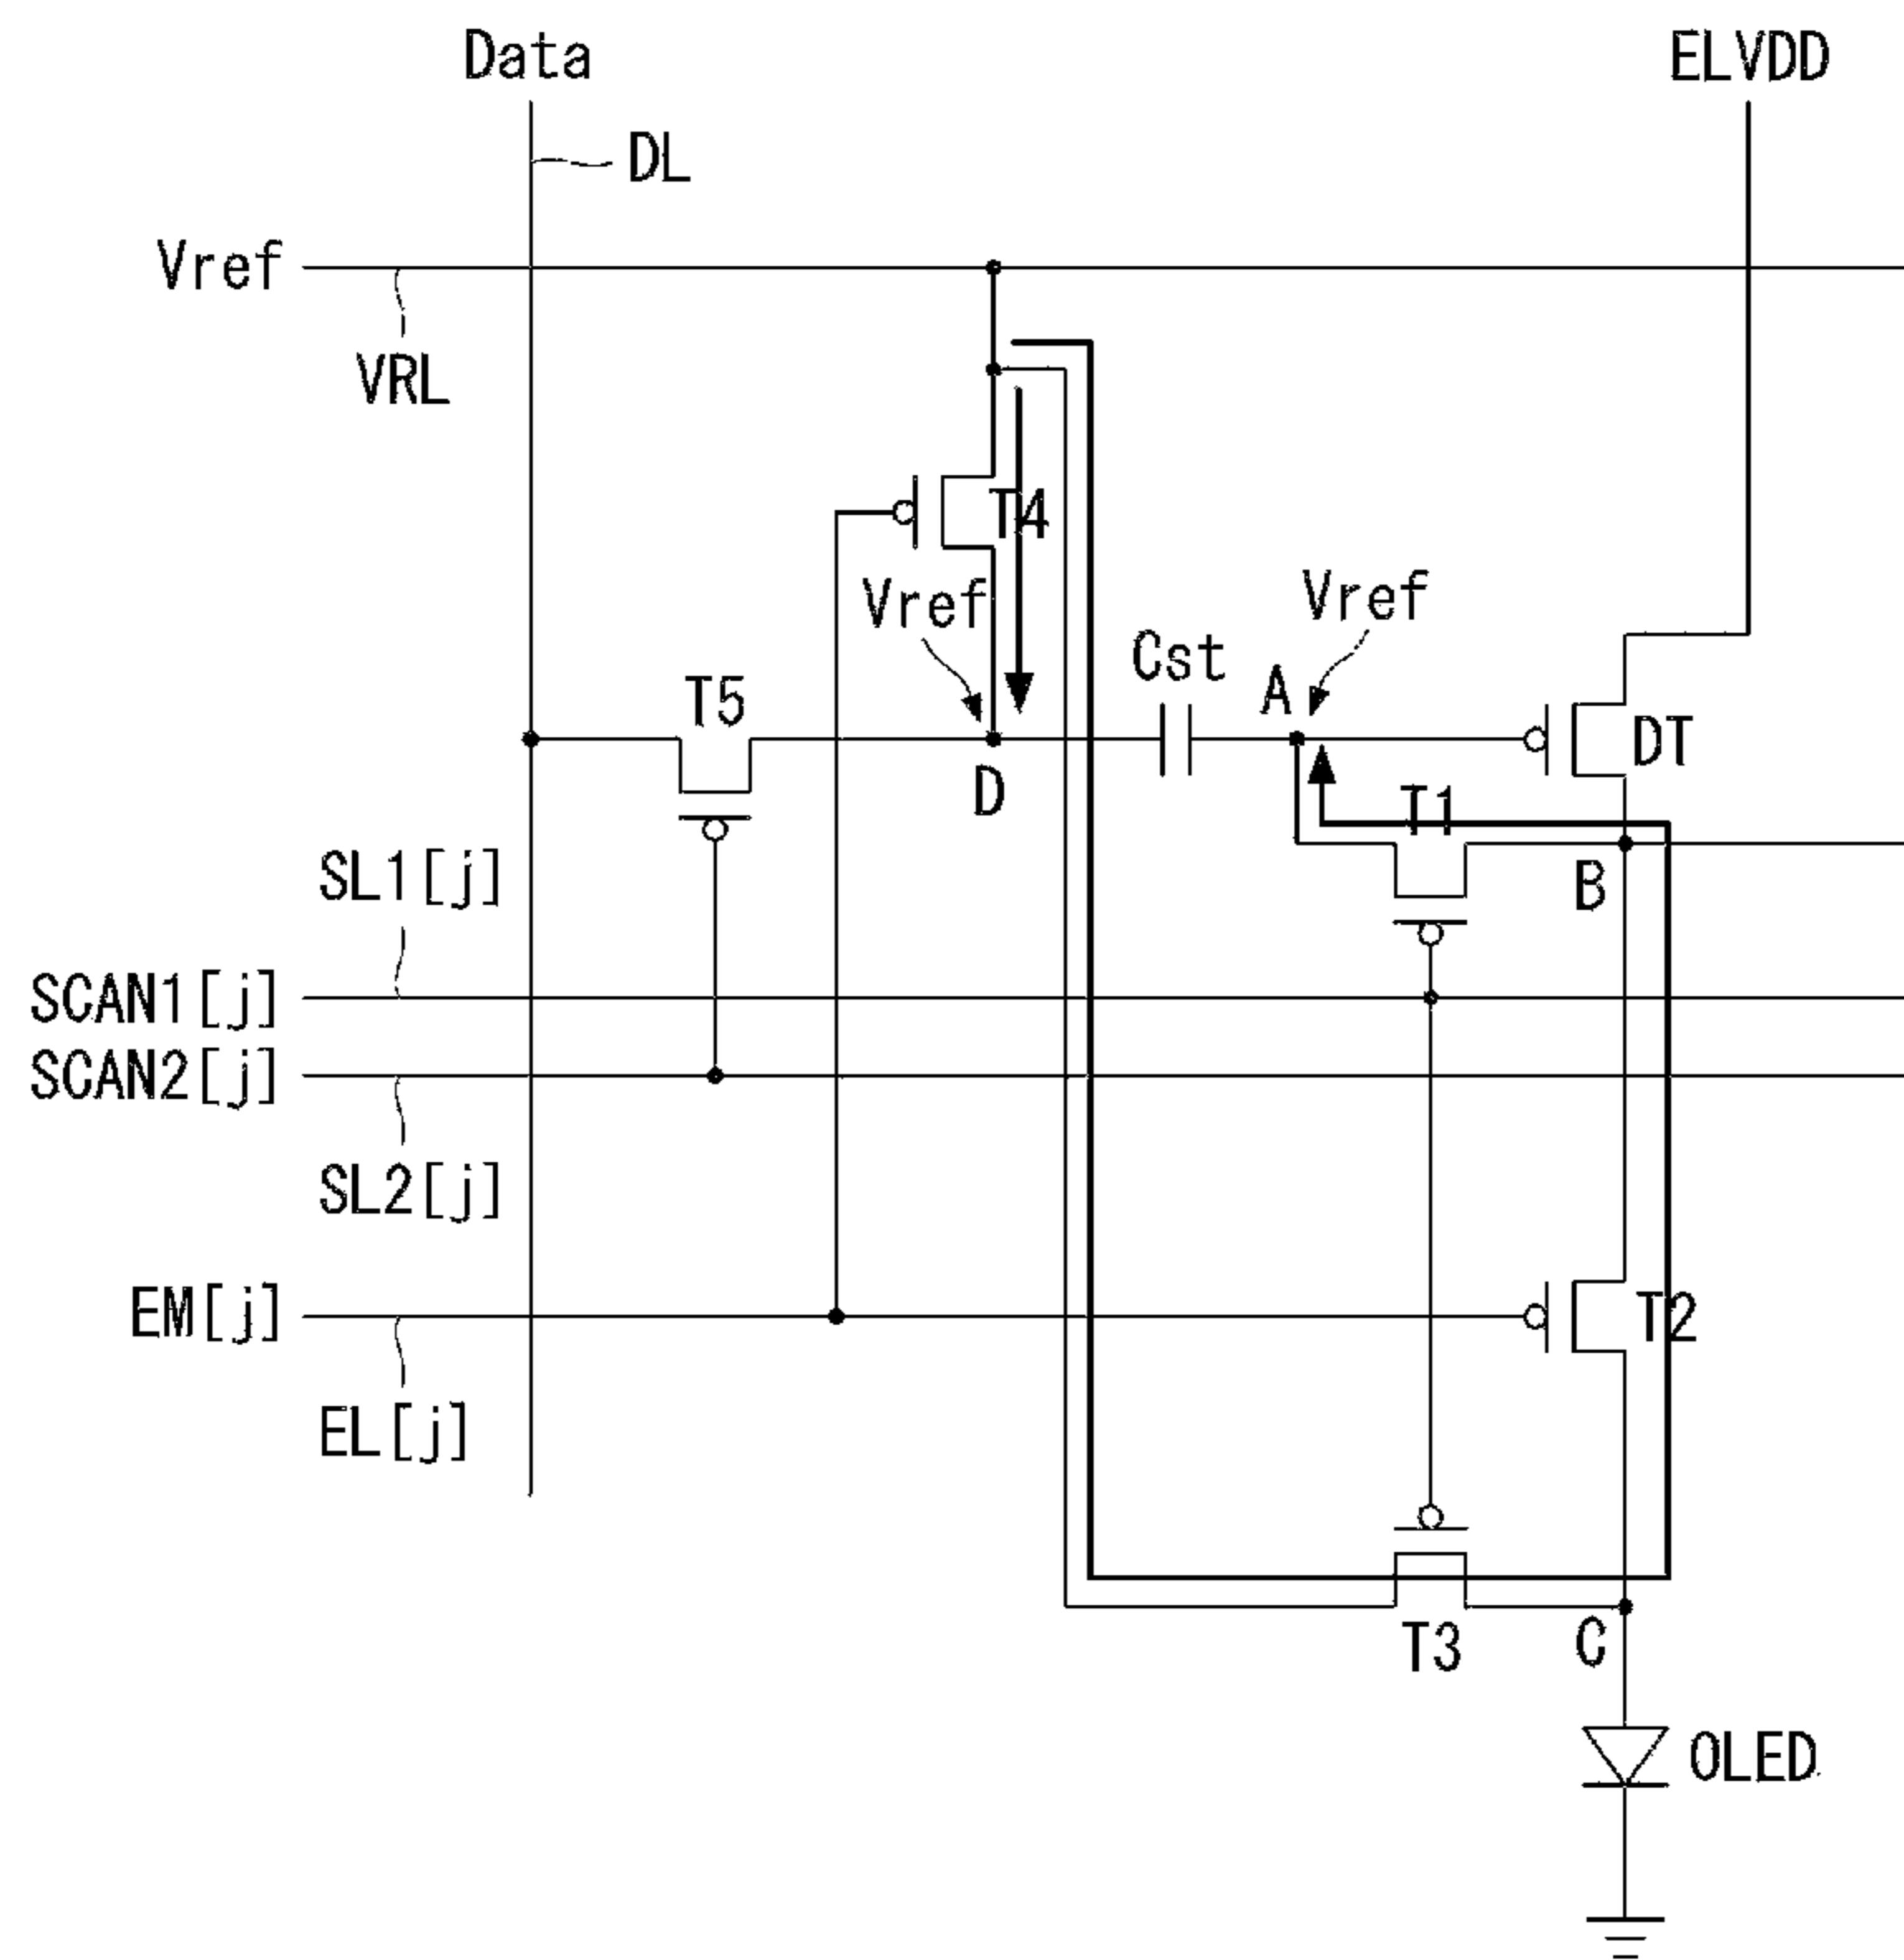 Data
ELVDD
DL
Vref
VRL
T4
Vref
Vref
Cst
A
T5
DT
D
T1
SL1[j]
B
SCAN1[j]
SCAN2[j]
SL2[j]
EM[j]
T2
EL[j]
T3
C
OLED